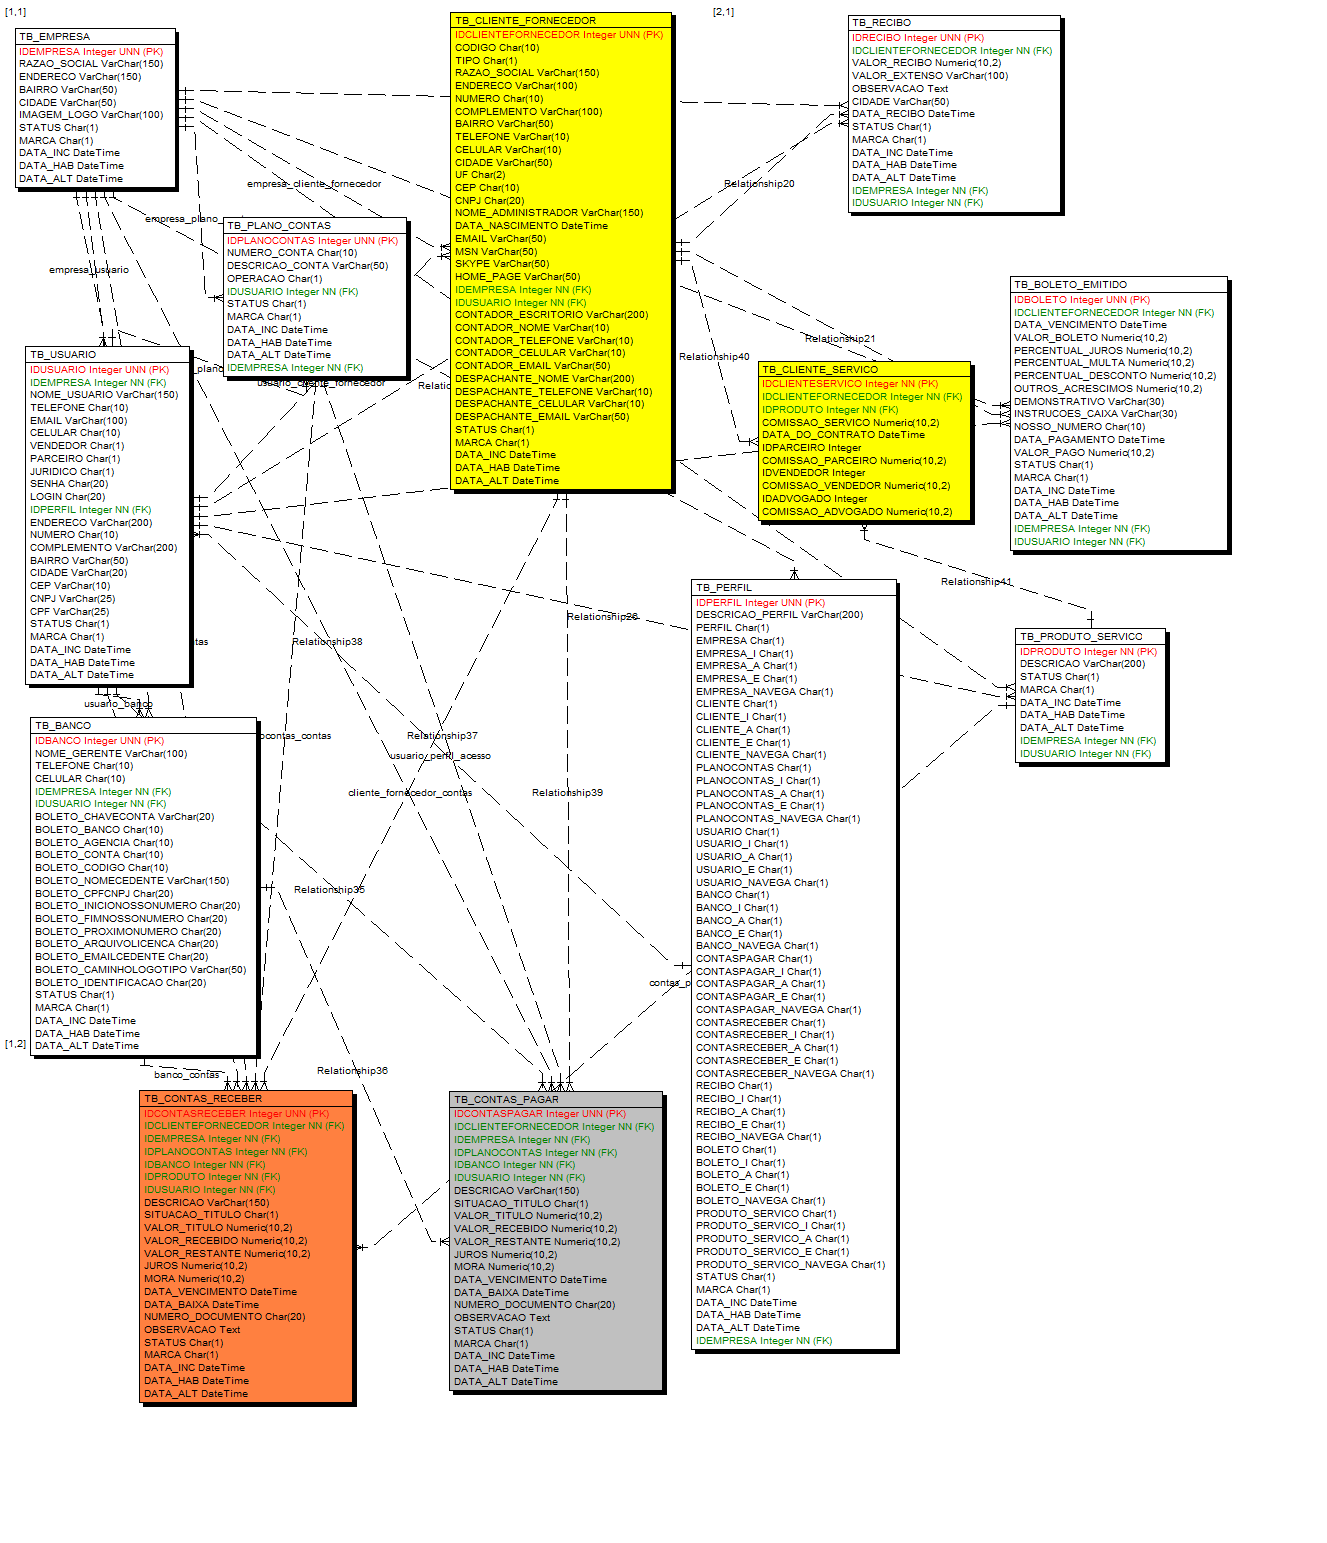 [1,1]
[2,1]
TB_EMPRESA
IDEMPRESA Integer UNN (PK)
RAZAO_SOCIAL VarChar(150)
ENDERECO VarChar(150)
BAIRRO VarChar(50)
CIDADE VarChar(50)
IMAGEM_LOGO VarChar(100)
STATUS Char(1)
MARCA Char(1)
DATA_INC DateTime
DATA_HAB DateTime
DATA_ALT DateTime
TB_CLIENTE_FORNECEDOR
IDCLIENTEFORNECEDOR Integer UNN (PK)
CODIGO Char(10)
TIPO Char(1)
RAZAO_SOCIAL VarChar(150)
ENDERECO VarChar(100)
NUMERO Char(10)
COMPLEMENTO VarChar(100)
BAIRRO VarChar(50)
TELEFONE VarChar(10)
CELULAR VarChar(10)
CIDADE VarChar(50)
UF Char(2)
CEP Char(10)
CNPJ Char(20)
NOME_ADMINISTRADOR VarChar(150)
DATA_NASCIMENTO DateTime
EMAIL VarChar(50)
MSN VarChar(50)
SKYPE VarChar(50)
HOME_PAGE VarChar(50)
IDEMPRESA Integer NN (FK)
IDUSUARIO Integer NN (FK)
CONTADOR_ESCRITORIO VarChar(200)
CONTADOR_NOME VarChar(10)
CONTADOR_TELEFONE VarChar(10)
CONTADOR_CELULAR VarChar(10)
CONTADOR_EMAIL VarChar(50)
DESPACHANTE_NOME VarChar(200)
DESPACHANTE_TELEFONE VarChar(10)
DESPACHANTE_CELULAR VarChar(10)
DESPACHANTE_EMAIL VarChar(50)
STATUS Char(1)
MARCA Char(1)
DATA_INC DateTime
DATA_HAB DateTime
DATA_ALT DateTime
TB_RECIBO
IDRECIBO Integer UNN (PK)
IDCLIENTEFORNECEDOR Integer NN (FK)
VALOR_RECIBO Numeric(10,2)
VALOR_EXTENSO VarChar(100)
OBSERVACAO Text
CIDADE VarChar(50)
DATA_RECIBO DateTime
STATUS Char(1)
MARCA Char(1)
DATA_INC DateTime
DATA_HAB DateTime
DATA_ALT DateTime
IDEMPRESA Integer NN (FK)
IDUSUARIO Integer NN (FK)
empresa_cliente_fornecedor
Relationship20
empresa_plano_
empresa_usuario
TB_PLANO_CONTAS
IDPLANOCONTAS Integer UNN (PK)
NUMERO_CONTA Char(10)
DESCRICAO_CONTA VarChar(50)
OPERACAO Char(1)
IDUSUARIO Integer NN (FK)
STATUS Char(1)
MARCA Char(1)
DATA_INC DateTime
DATA_HAB DateTime
DATA_ALT DateTime
IDEMPRESA Integer NN (FK)
TB_BOLETO_EMITIDO
IDBOLETO Integer UNN (PK)
IDCLIENTEFORNECEDOR Integer NN (FK)
DATA_VENCIMENTO DateTime
VALOR_BOLETO Numeric(10,2)
PERCENTUAL_JUROS Numeric(10,2)
PERCENTUAL_MULTA Numeric(10,2)
PERCENTUAL_DESCONTO Numeric(10,2)
OUTROS_ACRESCIMOS Numeric(10,2)
DEMONSTRATIVO VarChar(30)
INSTRUCOES_CAIXA VarChar(30)
NOSSO_NUMERO Char(10)
DATA_PAGAMENTO DateTime
VALOR_PAGO Numeric(10,2)
STATUS Char(1)
MARCA Char(1)
DATA_INC DateTime
DATA_HAB DateTime
DATA_ALT DateTime
IDEMPRESA Integer NN (FK)
IDUSUARIO Integer NN (FK)
Relationship21
Relationship40
_plano
usuario_cliente_fornecedor
Relatio
TB_CLIENTE_SERVICO
IDCLIENTESERVICO Integer NN (PK)
IDCLIENTEFORNECEDOR Integer NN (FK)
IDPRODUTO Integer NN (FK)
COMISSAO_SERVICO Numeric(10,2)
DATA_DO_CONTRATO DateTime
IDPARCEIRO Integer
COMISSAO_PARCEIRO Numeric(10,2)
IDVENDEDOR Integer
COMISSAO_VENDEDOR Numeric(10,2)
IDADVOGADO Integer
COMISSAO_ADVOGADO Numeric(10,2)
TB_USUARIO
IDUSUARIO Integer UNN (PK)
IDEMPRESA Integer NN (FK)
NOME_USUARIO VarChar(150)
TELEFONE Char(10)
EMAIL VarChar(100)
CELULAR Char(10)
VENDEDOR Char(1)
PARCEIRO Char(1)
JURIDICO Char(1)
SENHA Char(20)
LOGIN Char(20)
IDPERFIL Integer NN (FK)
ENDERECO VarChar(200)
NUMERO Char(10)
COMPLEMENTO VarChar(200)
BAIRRO VarChar(50)
CIDADE VarChar(20)
CEP VarChar(10)
CNPJ VarChar(25)
CPF VarChar(25)
STATUS Char(1)
MARCA Char(1)
DATA_INC DateTime
DATA_HAB DateTime
DATA_ALT DateTime
Relationship41
Relationship26
Relationship38
ntas
TB_PERFIL
IDPERFIL Integer UNN (PK)
DESCRICAO_PERFIL VarChar(200)
PERFIL Char(1)
EMPRESA Char(1)
EMPRESA_I Char(1)
EMPRESA_A Char(1)
EMPRESA_E Char(1)
EMPRESA_NAVEGA Char(1)
CLIENTE Char(1)
CLIENTE_I Char(1)
CLIENTE_A Char(1)
CLIENTE_E Char(1)
CLIENTE_NAVEGA Char(1)
PLANOCONTAS Char(1)
PLANOCONTAS_I Char(1)
PLANOCONTAS_A Char(1)
PLANOCONTAS_E Char(1)
PLANOCONTAS_NAVEGA Char(1)
USUARIO Char(1)
USUARIO_I Char(1)
USUARIO_A Char(1)
USUARIO_E Char(1)
USUARIO_NAVEGA Char(1)
BANCO Char(1)
BANCO_I Char(1)
BANCO_A Char(1)
BANCO_E Char(1)
BANCO_NAVEGA Char(1)
CONTASPAGAR Char(1)
CONTASPAGAR_I Char(1)
CONTASPAGAR_A Char(1)
CONTASPAGAR_E Char(1)
CONTASPAGAR_NAVEGA Char(1)
CONTASRECEBER Char(1)
CONTASRECEBER_I Char(1)
CONTASRECEBER_A Char(1)
CONTASRECEBER_E Char(1)
CONTASRECEBER_NAVEGA Char(1)
RECIBO Char(1)
RECIBO_I Char(1)
RECIBO_A Char(1)
RECIBO_E Char(1)
RECIBO_NAVEGA Char(1)
BOLETO Char(1)
BOLETO_I Char(1)
BOLETO_A Char(1)
BOLETO_E Char(1)
BOLETO_NAVEGA Char(1)
PRODUTO_SERVICO Char(1)
PRODUTO_SERVICO_I Char(1)
PRODUTO_SERVICO_A Char(1)
PRODUTO_SERVICO_E Char(1)
PRODUTO_SERVICO_NAVEGA Char(1)
STATUS Char(1)
MARCA Char(1)
DATA_INC DateTime
DATA_HAB DateTime
DATA_ALT DateTime
IDEMPRESA Integer NN (FK)
TB_PRODUTO_SERVICO
IDPRODUTO Integer NN (PK)
DESCRICAO VarChar(200)
STATUS Char(1)
MARCA Char(1)
DATA_INC DateTime
DATA_HAB DateTime
DATA_ALT DateTime
IDEMPRESA Integer NN (FK)
IDUSUARIO Integer NN (FK)
usuario_banco
TB_BANCO
IDBANCO Integer UNN (PK)
NOME_GERENTE VarChar(100)
TELEFONE Char(10)
CELULAR Char(10)
IDEMPRESA Integer NN (FK)
IDUSUARIO Integer NN (FK)
BOLETO_CHAVECONTA VarChar(20)
BOLETO_BANCO Char(10)
BOLETO_AGENCIA Char(10)
BOLETO_CONTA Char(10)
BOLETO_CODIGO Char(10)
BOLETO_NOMECEDENTE VarChar(150)
BOLETO_CPFCNPJ Char(20)
BOLETO_INICIONOSSONUMERO Char(20)
BOLETO_FIMNOSSONUMERO Char(20)
BOLETO_PROXIMONUMERO Char(20)
BOLETO_ARQUIVOLICENCA Char(20)
BOLETO_EMAILCEDENTE Char(20)
BOLETO_CAMINHOLOGOTIPO VarChar(50)
BOLETO_IDENTIFICACAO Char(20)
STATUS Char(1)
MARCA Char(1)
DATA_INC DateTime
DATA_HAB DateTime
DATA_ALT DateTime
ocontas_contas
Relationship37
usuario_perfil_acesso
cliente_fornecedor_contas
Relationship39
Relationship35
contas_p
[1,2]
Relationship36
banco_contas
TB_CONTAS_RECEBER
IDCONTASRECEBER Integer UNN (PK)
IDCLIENTEFORNECEDOR Integer NN (FK)
IDEMPRESA Integer NN (FK)
IDPLANOCONTAS Integer NN (FK)
IDBANCO Integer NN (FK)
IDPRODUTO Integer NN (FK)
IDUSUARIO Integer NN (FK)
DESCRICAO VarChar(150)
SITUACAO_TITULO Char(1)
VALOR_TITULO Numeric(10,2)
VALOR_RECEBIDO Numeric(10,2)
VALOR_RESTANTE Numeric(10,2)
JUROS Numeric(10,2)
MORA Numeric(10,2)
DATA_VENCIMENTO DateTime
DATA_BAIXA DateTime
NUMERO_DOCUMENTO Char(20)
OBSERVACAO Text
STATUS Char(1)
MARCA Char(1)
DATA_INC DateTime
DATA_HAB DateTime
DATA_ALT DateTime
TB_CONTAS_PAGAR
IDCONTASPAGAR Integer UNN (PK)
IDCLIENTEFORNECEDOR Integer NN (FK)
IDEMPRESA Integer NN (FK)
IDPLANOCONTAS Integer NN (FK)
IDBANCO Integer NN (FK)
IDUSUARIO Integer NN (FK)
DESCRICAO VarChar(150)
SITUACAO_TITULO Char(1)
VALOR_TITULO Numeric(10,2)
VALOR_RECEBIDO Numeric(10,2)
VALOR_RESTANTE Numeric(10,2)
JUROS Numeric(10,2)
MORA Numeric(10,2)
DATA_VENCIMENTO DateTime
DATA_BAIXA DateTime
NUMERO_DOCUMENTO Char(20)
OBSERVACAO Text
STATUS Char(1)
MARCA Char(1)
DATA_INC DateTime
DATA_HAB DateTime
DATA_ALT DateTime